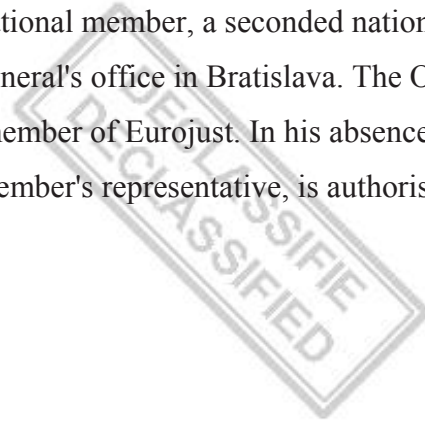 tional member, a seconded nation
neral's office in Bratislava. The O
member of Eurojust. In his absence
ember's representative, is authoris
DECLASSIFIE
DECLASSIFIED